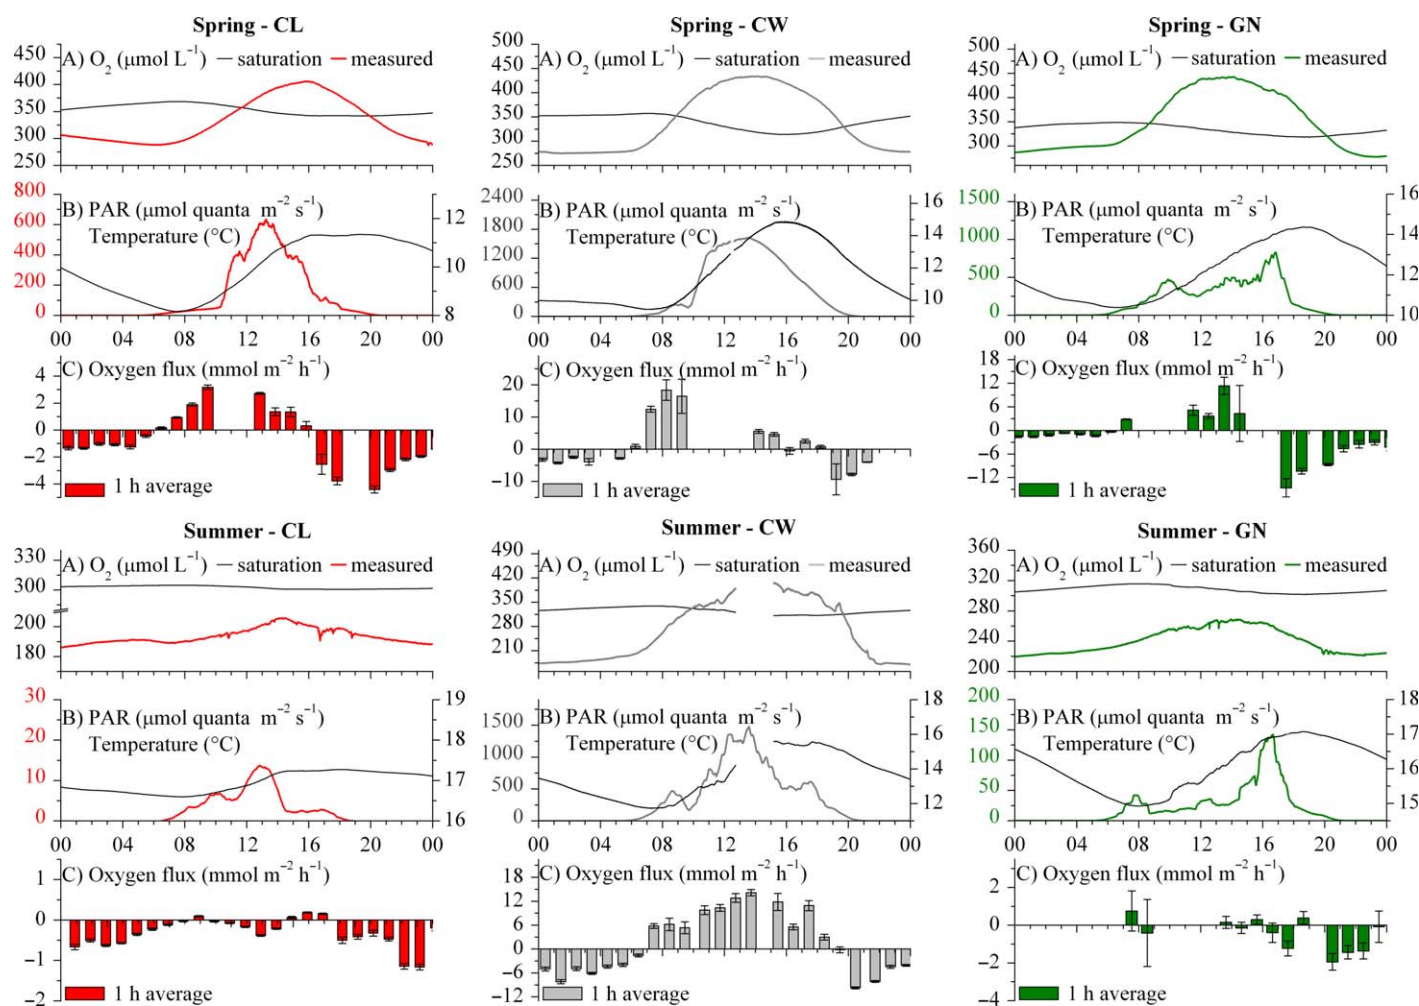 Spring - CL
A) O2 (μmol L−1) saturation measured
450
400
350
300
250
B) PAR (μmol quanta m−2 s−1)
Temperature (°C)
800
600
400
200
0
12
10
8
00 04 08 12 16 20 00
C) Oxygen flux (mmol m−2 h−1)
4
2
0
−2
−4
1 h average
Spring - CW
A) O2 (μmol L−1) saturation measured
500
450
400
350
300
250
B) PAR (μmol quanta m−2 s−1)
Temperature (°C)
2400
1800
1200
600
0
16
14
12
10
00 04 08 12 16 20 00
C) Oxygen flux (mmol m−2 h−1)
20
10
0
−10
1 h average
Spring - GN
A) O2 (μmol L−1) saturation measured
500
450
400
350
300
B) PAR (μmol quanta m−2 s−1)
Temperature (°C)
1500
1000
500
0
16
14
12
10
00 04 08 12 16 20 00
C) Oxygen flux (mmol m−2 h−1)
18
12
6
0
−6
−12
1 h average
Summer - CL
A) O2 (μmol L−1) saturation measured
330
300
200
180
B) PAR (μmol quanta m−2 s−1)
Temperature (°C)
30
20
10
0
19
18
17
16
00 04 08 12 16 20 00
C) Oxygen flux (mmol m−2 h−1)
1
0
−1
−2
1 h average
Summer - CW
A) O2 (μmol L−1) saturation measured
490
420
350
280
210
B) PAR (μmol quanta m−2 s−1)
Temperature (°C)
1500
1000
500
0
18
16
14
12
00 04 08 12 16 20 00
C) Oxygen flux (mmol m−2 h−1)
18
12
6
0
−6
−12
1 h average
Summer - GN
A) O2 (μmol L−1) saturation measured
360
320
280
240
200
B) PAR (μmol quanta m−2 s−1)
Temperature (°C)
200
150
100
50
0
18
17
16
15
00 04 08 12 16 20 00
C) Oxygen flux (mmol m−2 h−1)
2
0
−2
−4
1 h average